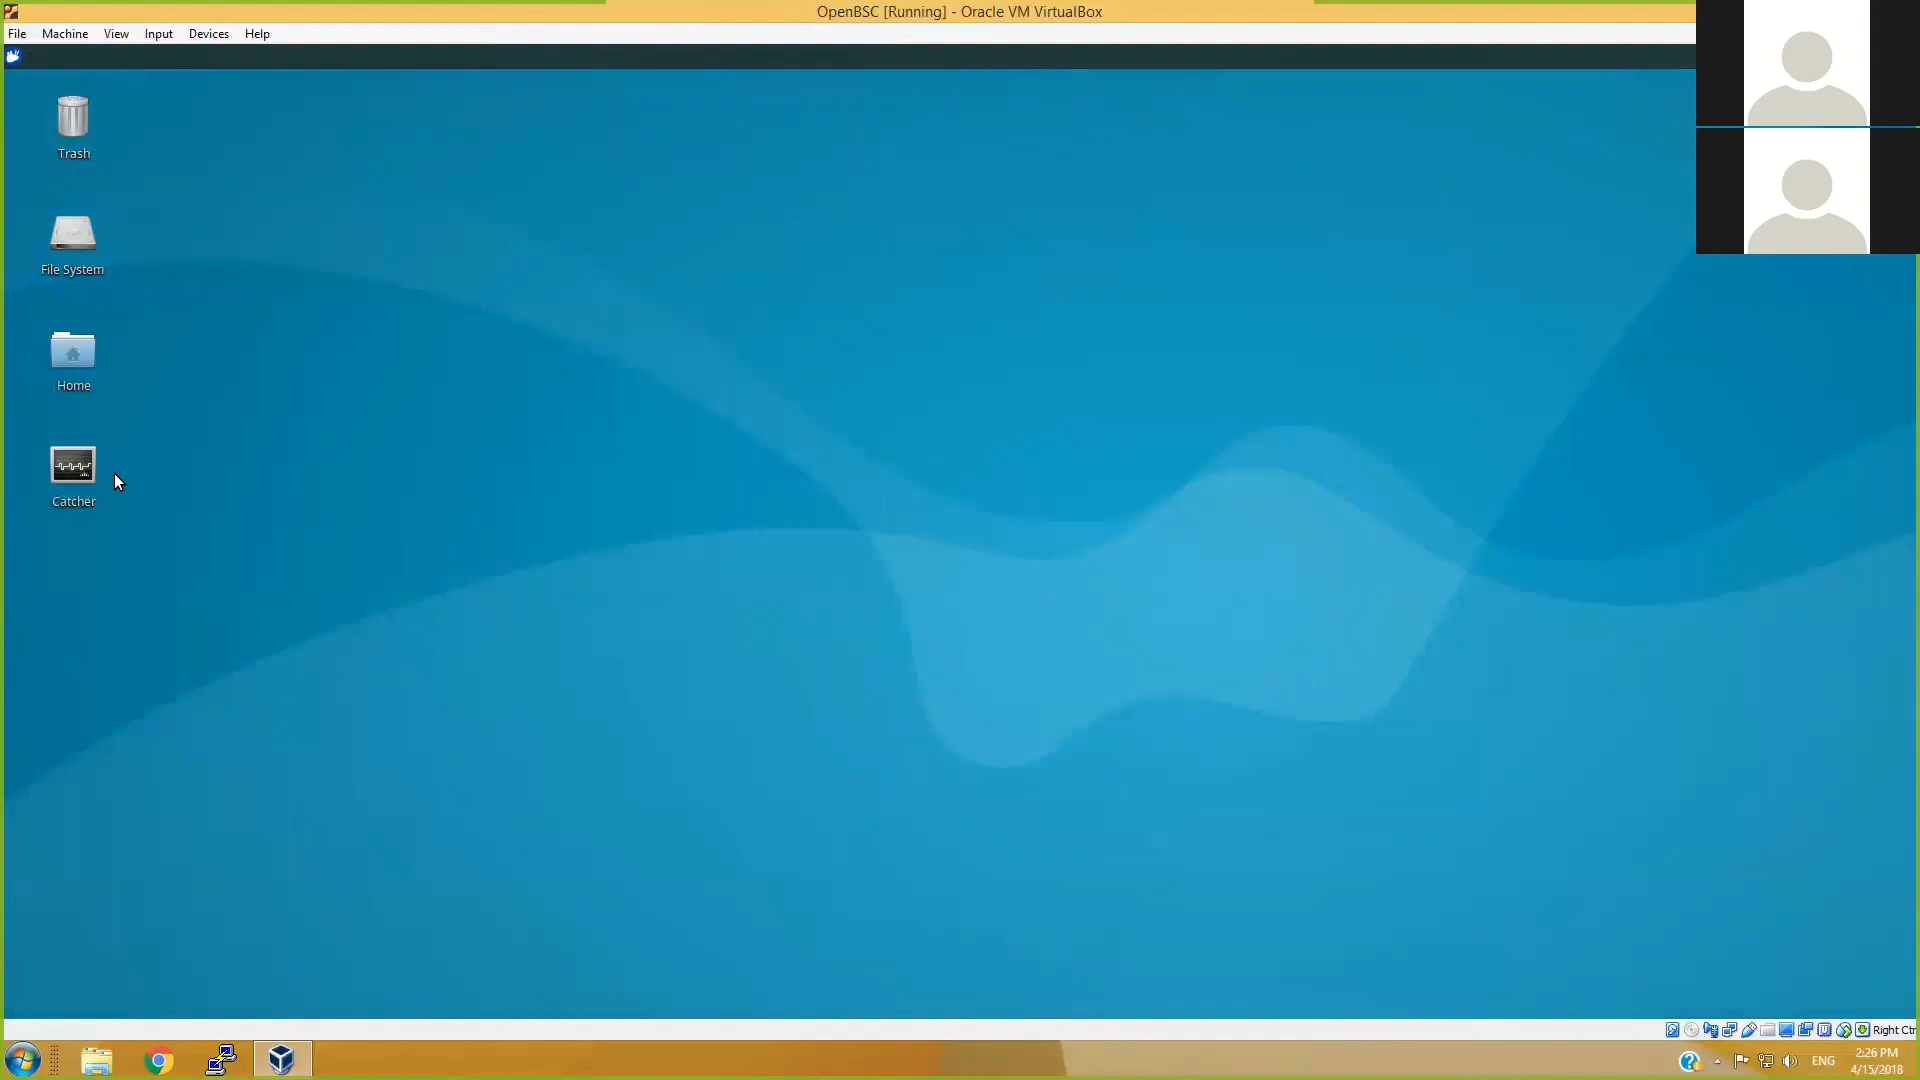 OpenBSC [Running] - Oracle VM VirtualBox
File Machine View Input Devices Help
Trash
File System
Home
Catcher
Right Ctr
ENG
2:26 PM
4/15/2018